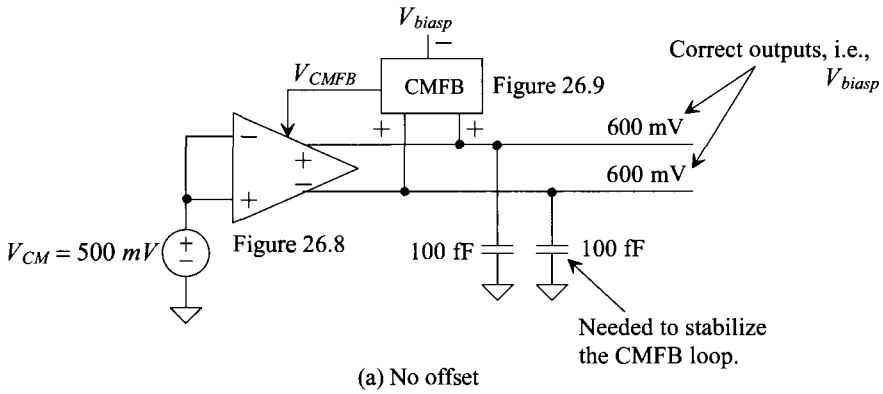 V_biasp
−
V_CMFB
CMFB
Figure 26.9
Correct outputs, i.e.,
V_biasp
+ +
600 mV
− +
600 mV
+ −
V_CM = 500 mV
+
−
Figure 26.8
100 fF
100 fF
Needed to stabilize
the CMFB loop.
(a) No offset